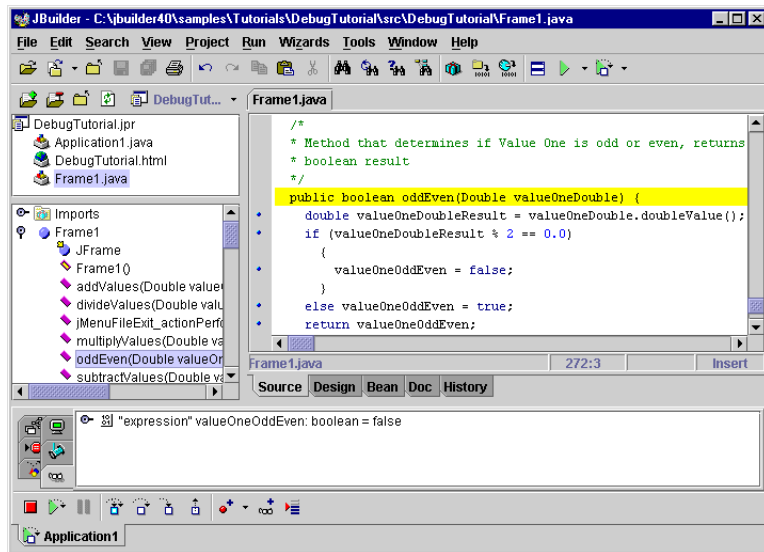 JBuilder - C:\jbuilder40\samples\Tutorials\DebugTutorial\src\DebugTutorial\Frame1.java
File Edit Search View Project Run Wizards Tools Window Help
DebugTut...
Frame1.java
DebugTutorial.jpr
Application1.java
DebugTutorial.html
Frame1.java
Imports
Frame1
JFrame
Frame1()
addValues(Double value
divideValues(Double valu
jMenuFileExit_actionPerfo
multiplyValues(Double va
oddEven(Double valueOr
subtractValues(Double va
/*
* Method that determines if Value One is odd or even, returns
* boolean result
*/
public boolean oddEven(Double valueOneDouble) {
double valueOneDoubleResult = valueOneDouble.doubleValue();
if (valueOneDoubleResult % 2 == 0.0)
{
valueOneOddEven = false;
}
else valueOneOddEven = true;
return valueOneOddEven;
Frame1.java 272:3 Insert
Source Design Bean Doc History
"expression" valueOneOddEven: boolean = false
Application1